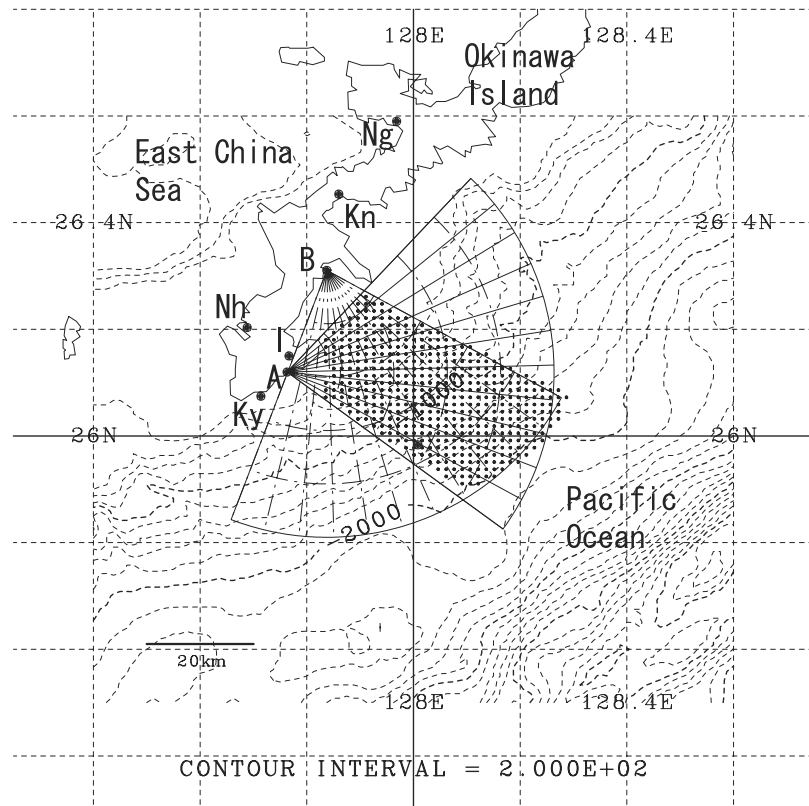 128E
128.4E
Okinawa
Island
Ng
East China
Sea
26.4N
Kn
26.4N
B
Nh
I
A
1000
Ky
26N
26N
Pacific
Ocean
2000
20km
128E
128.4E
CONTOUR INTERVAL = 2.000E+02